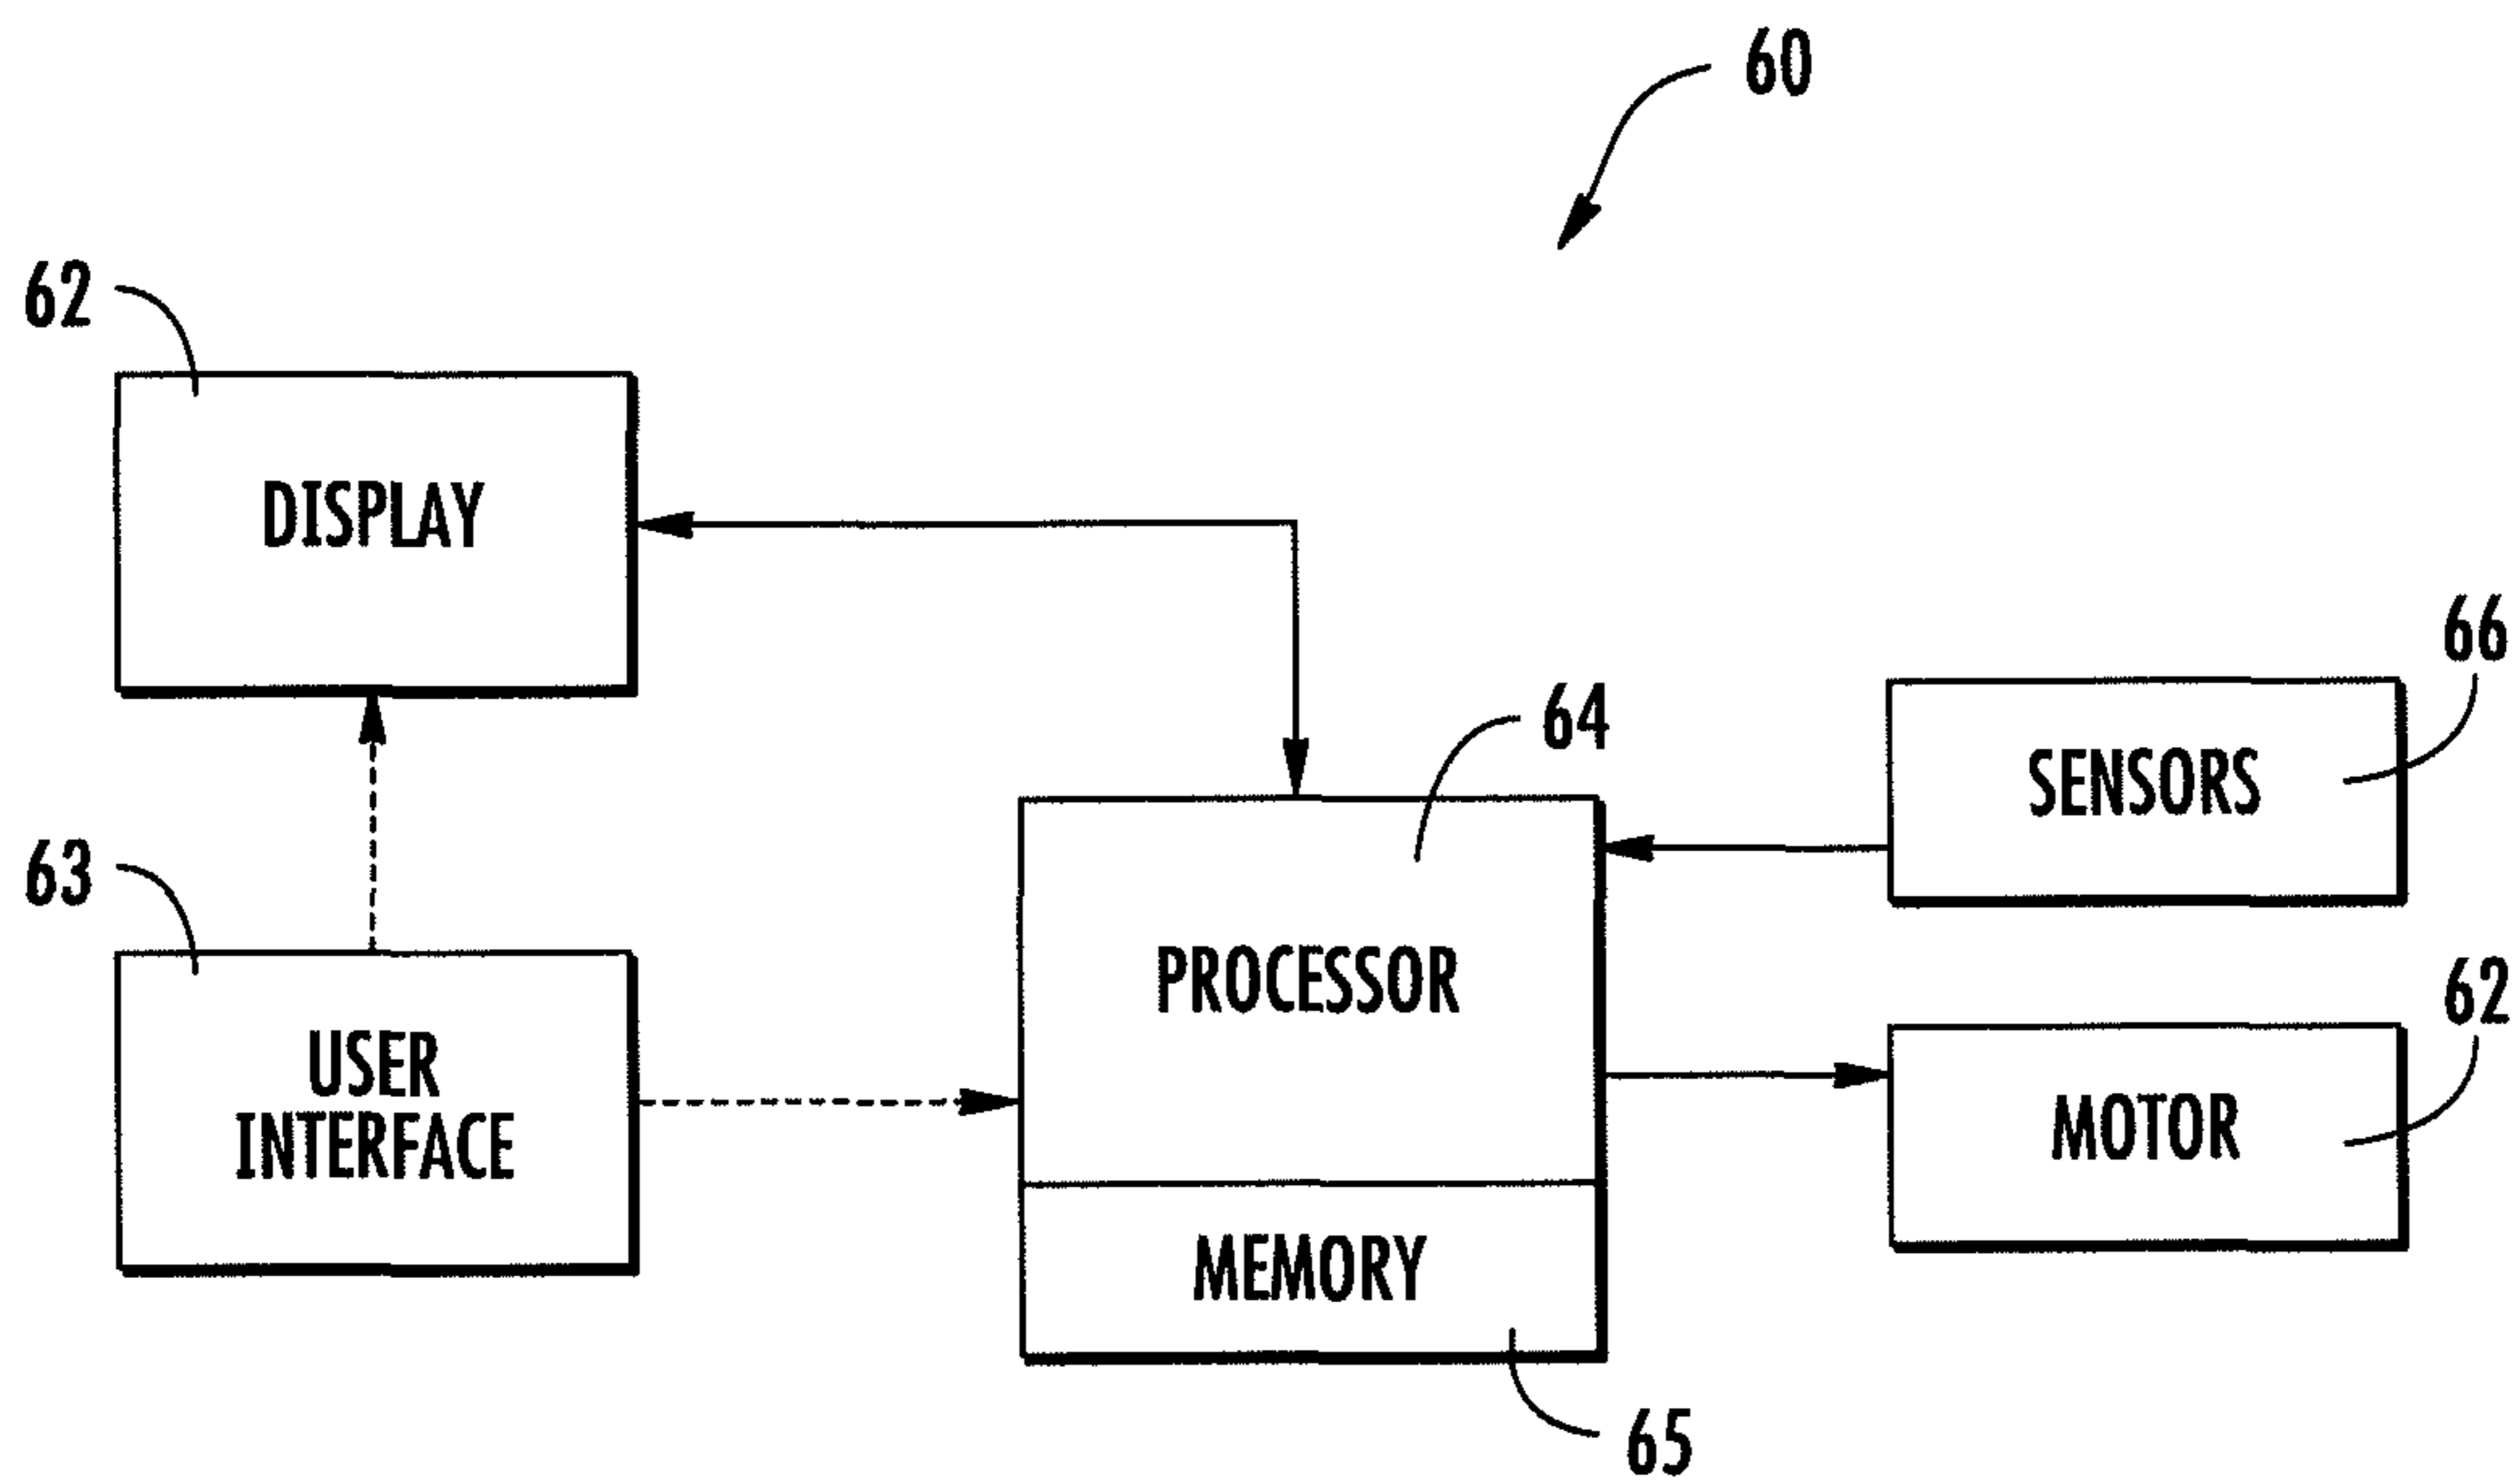 60
62
DISPLAY
66
64
SENSORS
63
62
PROCESSOR
USER
INTERFACE
MOTOR
MEMORY
65